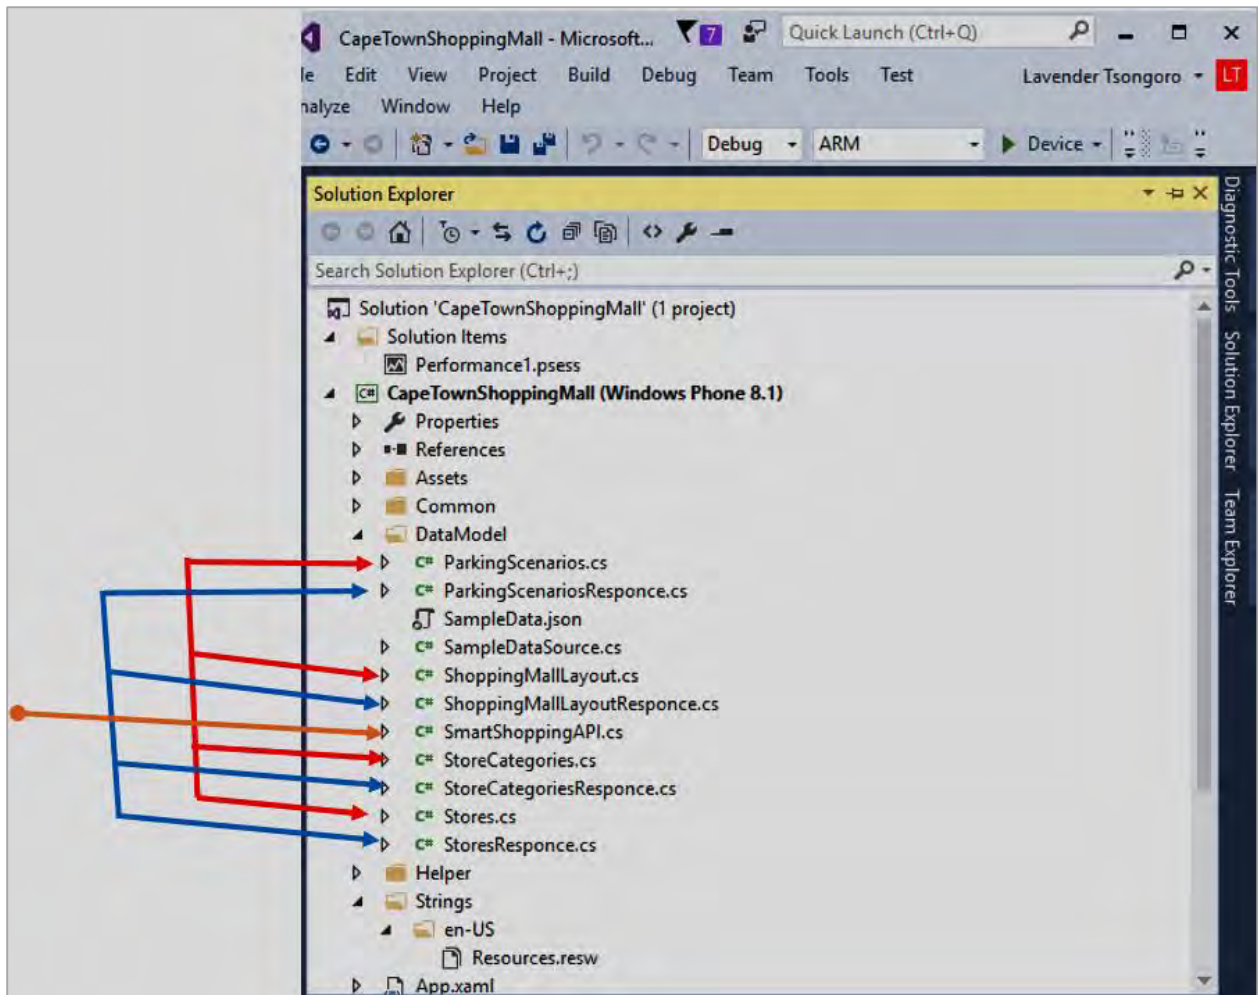 CapeTownShoppingMall - Microsoft...
7
Quick Launch (Ctrl+Q)
le Edit View Project Build Debug Team Tools Test
Lavender Tsongoro
LT
nalyze Window Help
Debug
ARM
Device
Solution Explorer
Search Solution Explorer (Ctrl+;)
Solution 'CapeTownShoppingMall' (1 project)
Solution Items
Performance1.psess
C# CapeTownShoppingMall (Windows Phone 8.1)
Properties
References
Assets
Common
DataModel
C# ParkingScenarios.cs
C# ParkingScenariosResponce.cs
SampleData.json
C# SampleDataSource.cs
C# ShoppingMallLayout.cs
C# ShoppingMallLayoutResponce.cs
C# SmartShoppingAPI.cs
C# StoreCategories.cs
C# StoreCategoriesResponce.cs
C# Stores.cs
C# StoresResponce.cs
Helper
Strings
en-US
Resources.resw
App.xaml
Diagnostic Tools
Solution Explorer
Team Explorer